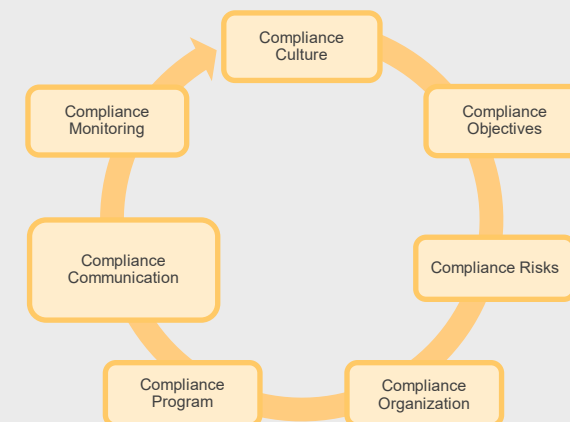 Compliance
Culture
Compliance
Objectives
Compliance Risks
Compliance
Organization
Compliance
Program
Compliance
Communication
Compliance
Monitoring